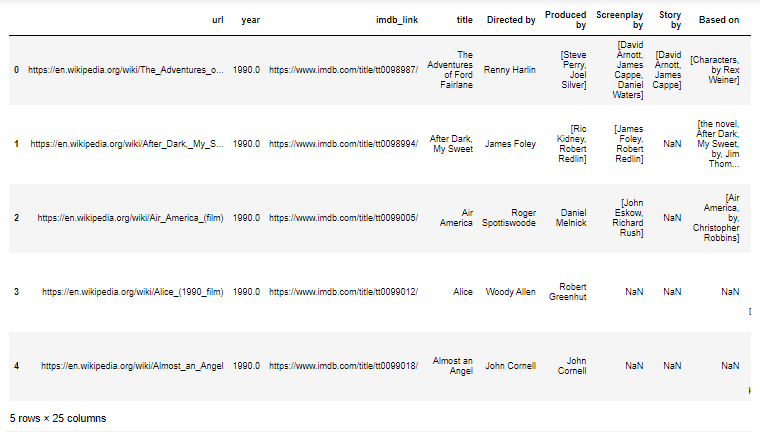 url year imdb_link title Directed by Produced by Screenplay by Story by Based on
0 https://en.wikipedia.org/wiki/The_Adventures_o... 1990.0 https://www.imdb.com/title/tt0098987/ The Adventures of Ford Fairlane Renny Harlin [Steve Perry, Joel Silver] [David Arnott, James Cappe, Daniel Waters] [David Arnott, James Cappe] [Characters, by Rex Weiner]
1 https://en.wikipedia.org/wiki/After_Dark,_My_S... 1990.0 https://www.imdb.com/title/tt0098994/ After Dark, My Sweet James Foley [Ric Kidney, Robert Redlin] [James Foley, Robert Redlin] NaN [the novel, After Dark, My Sweet, by, Jim Thom...
2 https://en.wikipedia.org/wiki/Air_America_(film) 1990.0 https://www.imdb.com/title/tt0099005/ Air America Roger Spottiswoode Daniel Melnick [John Eskow, Richard Rush] NaN [Air America, by, Christopher Robbins]
3 https://en.wikipedia.org/wiki/Alice_(1990_film) 1990.0 https://www.imdb.com/title/tt0099012/ Alice Woody Allen Robert Greenhut NaN NaN NaN
4 https://en.wikipedia.org/wiki/Almost_an_Angel 1990.0 https://www.imdb.com/title/tt0099018/ Almost an Angel John Cornell John Cornell NaN NaN NaN
5 rows × 25 columns